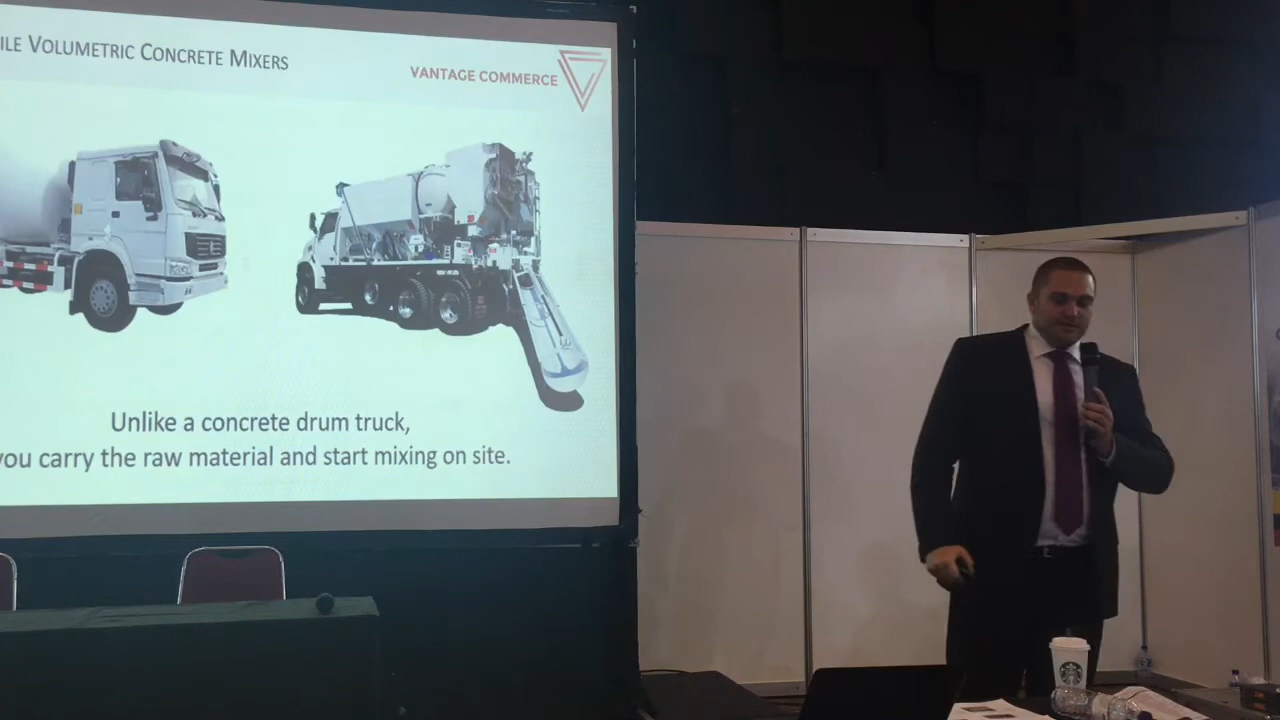 ILE VOLUMETRIC CONCRETE MIXERS
VANTAGE COMMERCE
Unlike a concrete drum truck,
you carry the raw material and start mixing on site.